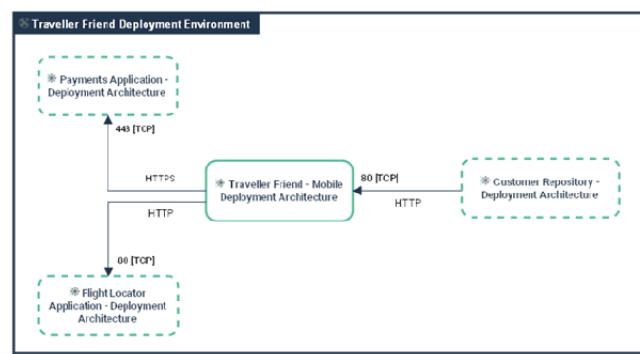 Traveller Friend Deployment Environment
Payments Application -
Deployment Architecture
443 [TCP]
HTTPS
HTTP
Traveller Friend - Mobile
Deployment Architecture
80 [TCP]
HTTP
Customer Repository -
Deployment Architecture
80 [TCP]
Flight Locator
Application - Deployment
Architecture